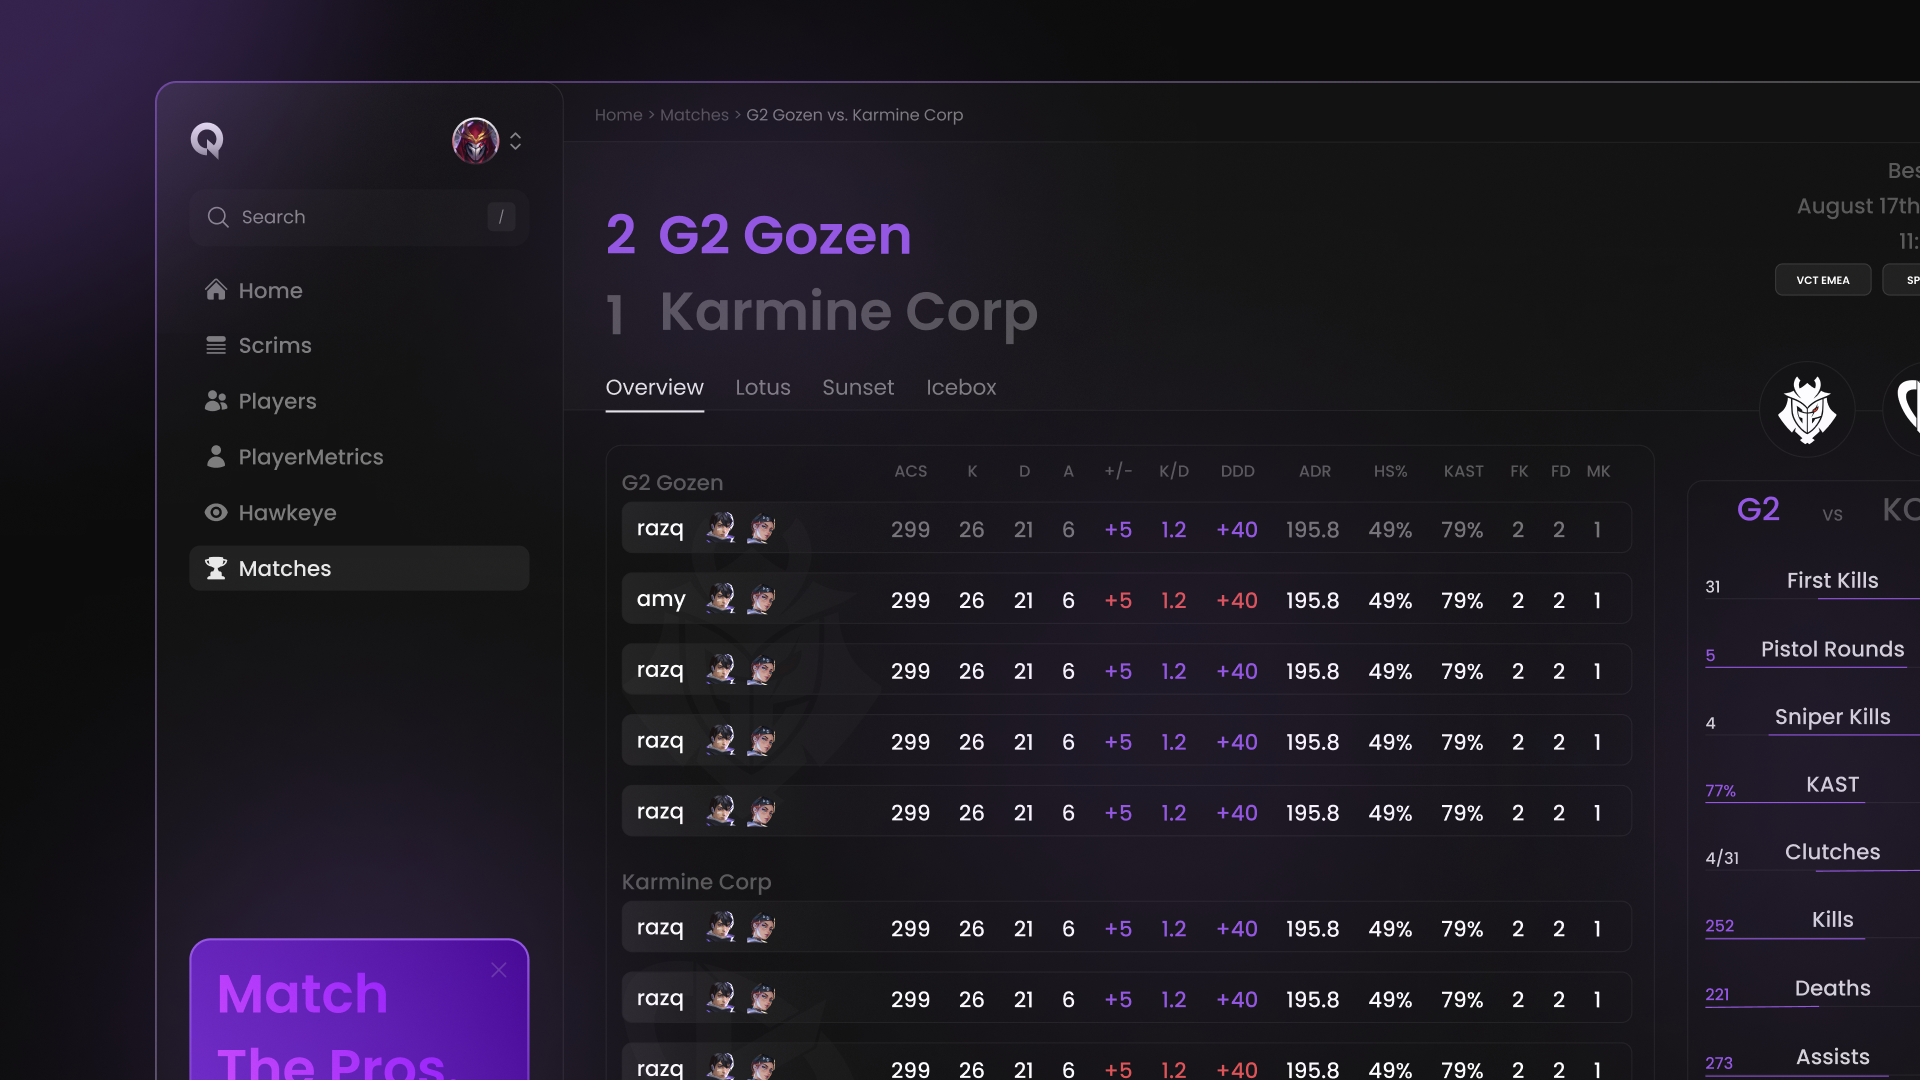 Search
/
Home
Scrims
Players
PlayerMetrics
Hawkeye
Matches
Match
The Pros.
Home > Matches > G2 Gozen vs. Karmine Corp
2 G2 Gozen
1 Karmine Corp
August 17th
11:
VCT EMEA
Overview Lotus Sunset Icebox
G2 Gozen ACS K D A +/- K/D DDD ADR HS% KAST FK FD MK
razq 299 26 21 6 +5 1.2 +40 195.8 49% 79% 2 2 1
amy 299 26 21 6 +5 1.2 +40 195.8 49% 79% 2 2 1
razq 299 26 21 6 +5 1.2 +40 195.8 49% 79% 2 2 1
razq 299 26 21 6 +5 1.2 +40 195.8 49% 79% 2 2 1
razq 299 26 21 6 +5 1.2 +40 195.8 49% 79% 2 2 1
Karmine Corp
razq 299 26 21 6 +5 1.2 +40 195.8 49% 79% 2 2 1
razq 299 26 21 6 +5 1.2 +40 195.8 49% 79% 2 2 1
razq 299 26 21 6 +5 1.2 +40 195.8 49% 79% 2 2 1
G2 vs KC
31 First Kills
5 Pistol Rounds
4 Sniper Kills
77% KAST
4/31 Clutches
252 Kills
221 Deaths
273 Assists